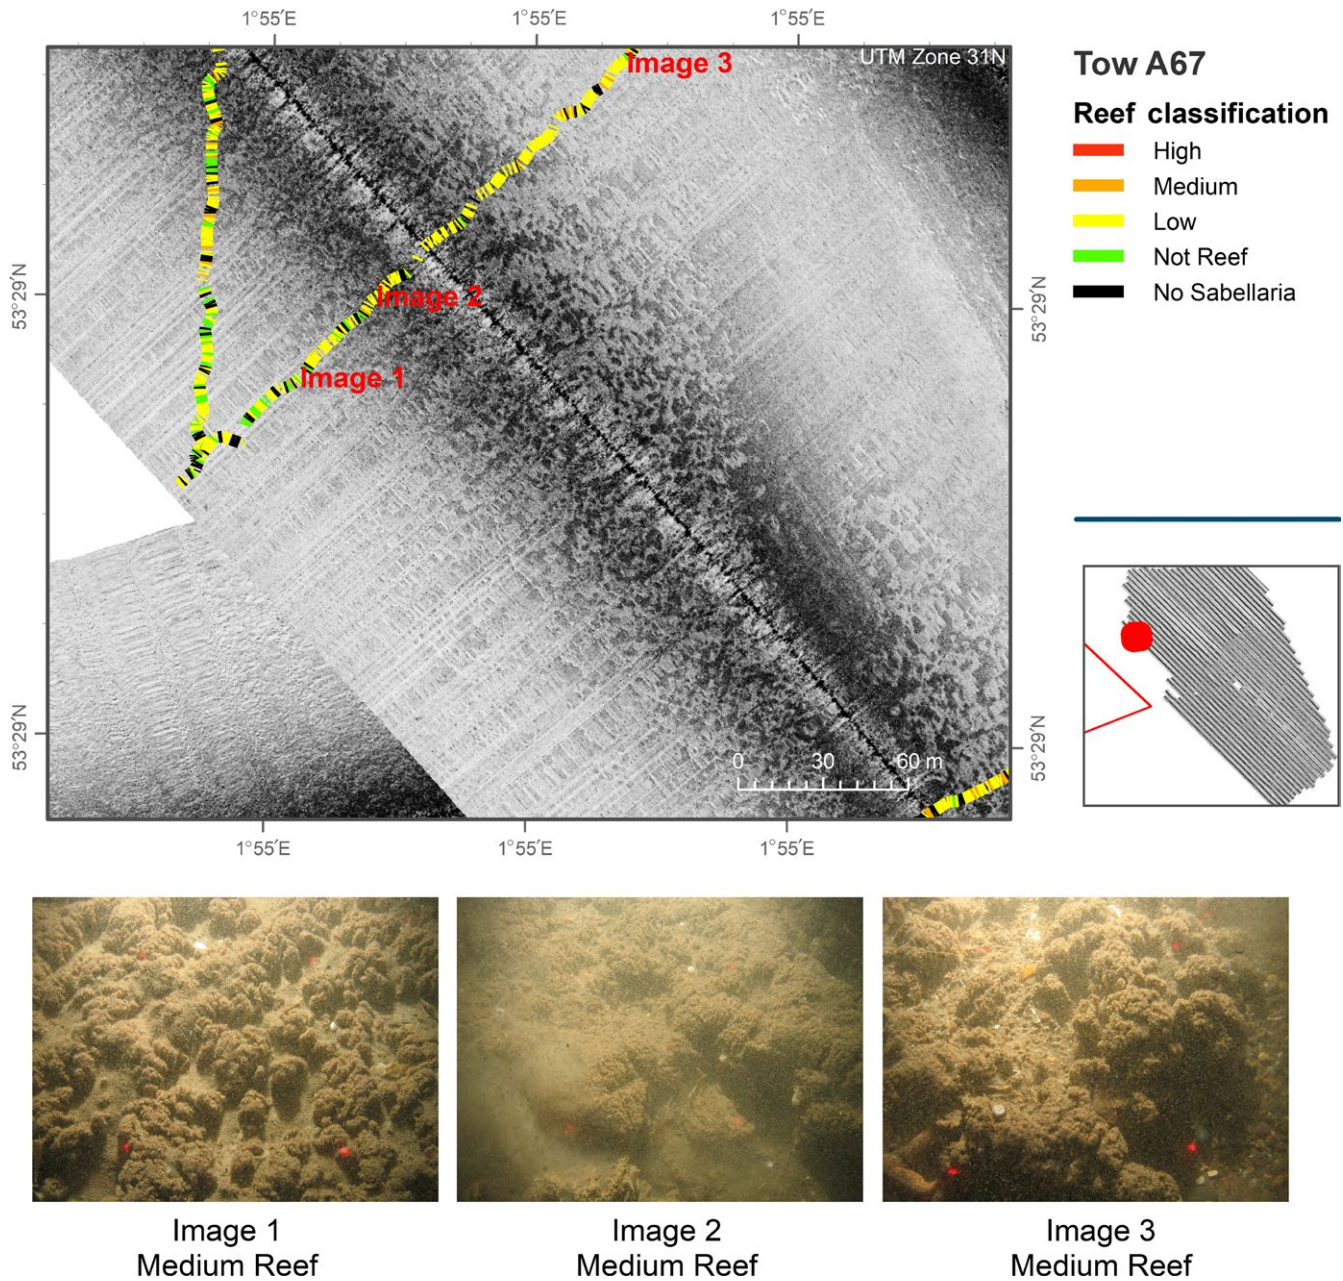 1°55'E 1°55'E 1°55'E
UTM Zone 31N
Image 3
Image 2
Image 1
53°29'N
53°29'N
53°29'N
53°29'N
0 30 60 m
1°55'E 1°55'E 1°55'E
Tow A67
Reef classification
High
Medium
Low
Not Reef
No Sabellaria
Image 1
Medium Reef
Image 2
Medium Reef
Image 3
Medium Reef